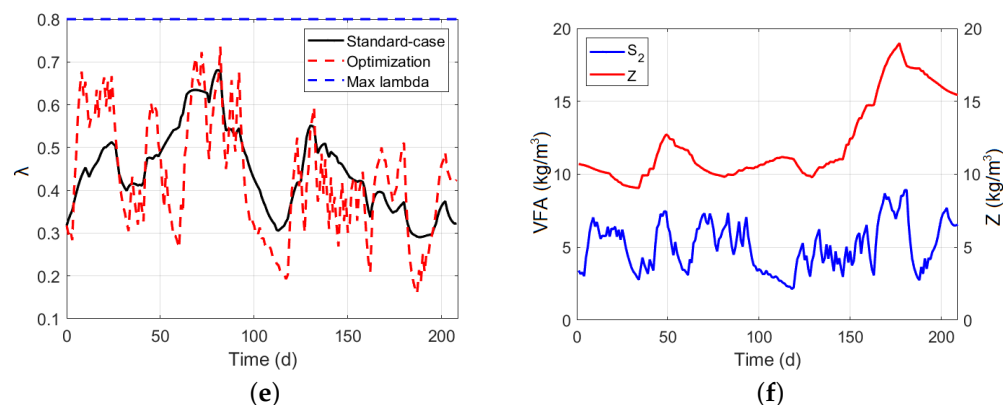 0.8
0.7
0.6
0.5
0.4
0.3
0.2
0.1
λ
Standard-case
Optimization
Max lambda
0 50 100 150 200
Time (d)
(e)
20
15
10
5
0
VFA (kg/m³)
S₂
Z
20
15
10
5
0
Z (kg/m³)
0 50 100 150 200
Time (d)
(f)